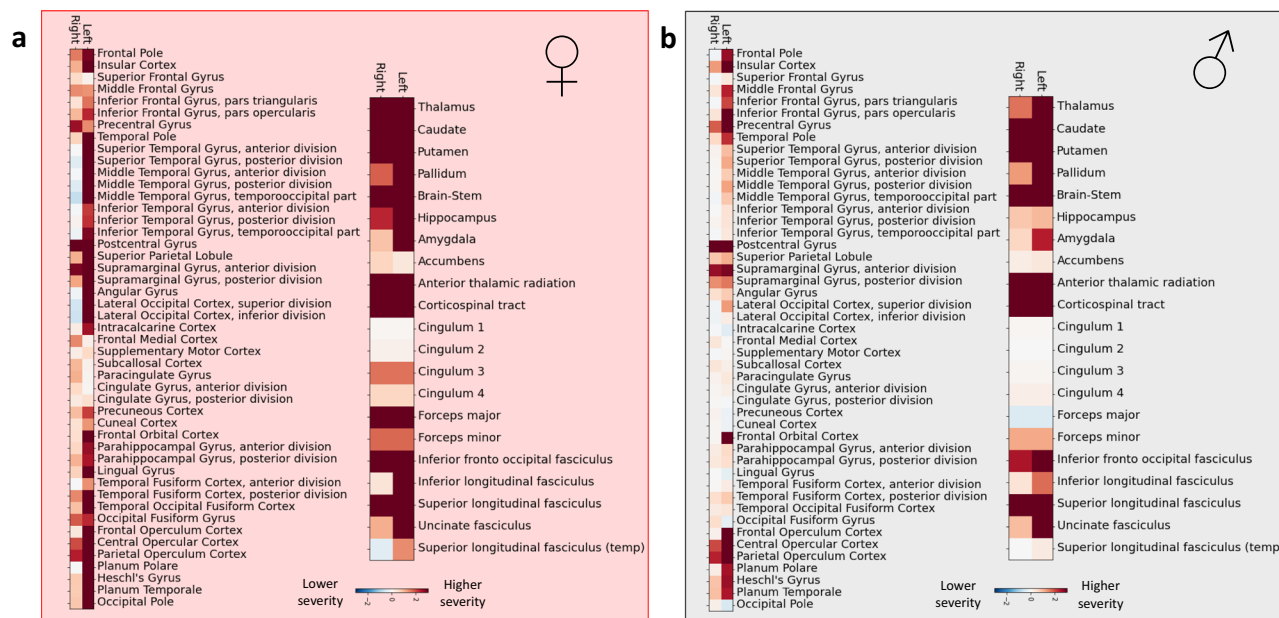 a
Right
Left
Frontal Pole
Insular Cortex
Superior Frontal Gyrus
Middle Frontal Gyrus
Inferior Frontal Gyrus, pars triangularis
Inferior Frontal Gyrus, pars opercularis
Precentral Gyrus
Temporal Pole
Superior Temporal Gyrus, anterior division
Superior Temporal Gyrus, posterior division
Middle Temporal Gyrus, anterior division
Middle Temporal Gyrus, posterior division
Middle Temporal Gyrus, temporooccipital part
Inferior Temporal Gyrus, anterior division
Inferior Temporal Gyrus, posterior division
Inferior Temporal Gyrus, temporooccipital part
Postcentral Gyrus
Superior Parietal Lobule
Supramarginal Gyrus, anterior division
Supramarginal Gyrus, posterior division
Angular Gyrus
Lateral Occipital Cortex, superior division
Lateral Occipital Cortex, inferior division
Intracalcarine Cortex
Frontal Medial Cortex
Supplementary Motor Cortex
Subcallosal Cortex
Paracingulate Gyrus
Cingulate Gyrus, anterior division
Cingulate Gyrus, posterior division
Precuneous Cortex
Cuneal Cortex
Frontal Orbital Cortex
Parahippocampal Gyrus, anterior division
Parahippocampal Gyrus, posterior division
Lingual Gyrus
Temporal Fusiform Cortex, anterior division
Temporal Fusiform Cortex, posterior division
Temporal Occipital Fusiform Cortex
Occipital Fusiform Gyrus
Frontal Operculum Cortex
Central Opercular Cortex
Parietal Operculum Cortex
Planum Polare
Heschl's Gyrus
Planum Temporale
Occipital Pole
Right
Left
Thalamus
Caudate
Putamen
Pallidum
Brain-Stem
Hippocampus
Amygdala
Accumbens
Anterior thalamic radiation
Corticospinal tract
Cingulum 1
Cingulum 2
Cingulum 3
Cingulum 4
Forceps major
Forceps minor
Inferior fronto occipital fasciculus
Inferior longitudinal fasciculus
Superior longitudinal fasciculus
Uncinate fasciculus
Superior longitudinal fasciculus (temp)
Lower severity
−2 0 2
Higher severity
b
Right
Left
Frontal Pole
Insular Cortex
Superior Frontal Gyrus
Middle Frontal Gyrus
Inferior Frontal Gyrus, pars triangularis
Inferior Frontal Gyrus, pars opercularis
Precentral Gyrus
Temporal Pole
Superior Temporal Gyrus, anterior division
Superior Temporal Gyrus, posterior division
Middle Temporal Gyrus, anterior division
Middle Temporal Gyrus, posterior division
Middle Temporal Gyrus, temporooccipital part
Inferior Temporal Gyrus, anterior division
Inferior Temporal Gyrus, posterior division
Inferior Temporal Gyrus, temporooccipital part
Postcentral Gyrus
Superior Parietal Lobule
Supramarginal Gyrus, anterior division
Supramarginal Gyrus, posterior division
Angular Gyrus
Lateral Occipital Cortex, superior division
Lateral Occipital Cortex, inferior division
Intracalcarine Cortex
Frontal Medial Cortex
Supplementary Motor Cortex
Subcallosal Cortex
Paracingulate Gyrus
Cingulate Gyrus, anterior division
Cingulate Gyrus, posterior division
Precuneous Cortex
Cuneal Cortex
Frontal Orbital Cortex
Parahippocampal Gyrus, anterior division
Parahippocampal Gyrus, posterior division
Lingual Gyrus
Temporal Fusiform Cortex, anterior division
Temporal Fusiform Cortex, posterior division
Temporal Occipital Fusiform Cortex
Occipital Fusiform Gyrus
Frontal Operculum Cortex
Central Opercular Cortex
Parietal Operculum Cortex
Planum Polare
Heschl's Gyrus
Planum Temporale
Occipital Pole
Right
Left
Thalamus
Caudate
Putamen
Pallidum
Brain-Stem
Hippocampus
Amygdala
Accumbens
Anterior thalamic radiation
Corticospinal tract
Cingulum 1
Cingulum 2
Cingulum 3
Cingulum 4
Forceps major
Forceps minor
Inferior fronto occipital fasciculus
Inferior longitudinal fasciculus
Superior longitudinal fasciculus
Uncinate fasciculus
Superior longitudinal fasciculus (temp
Lower severity
−2 0 2
Higher severity